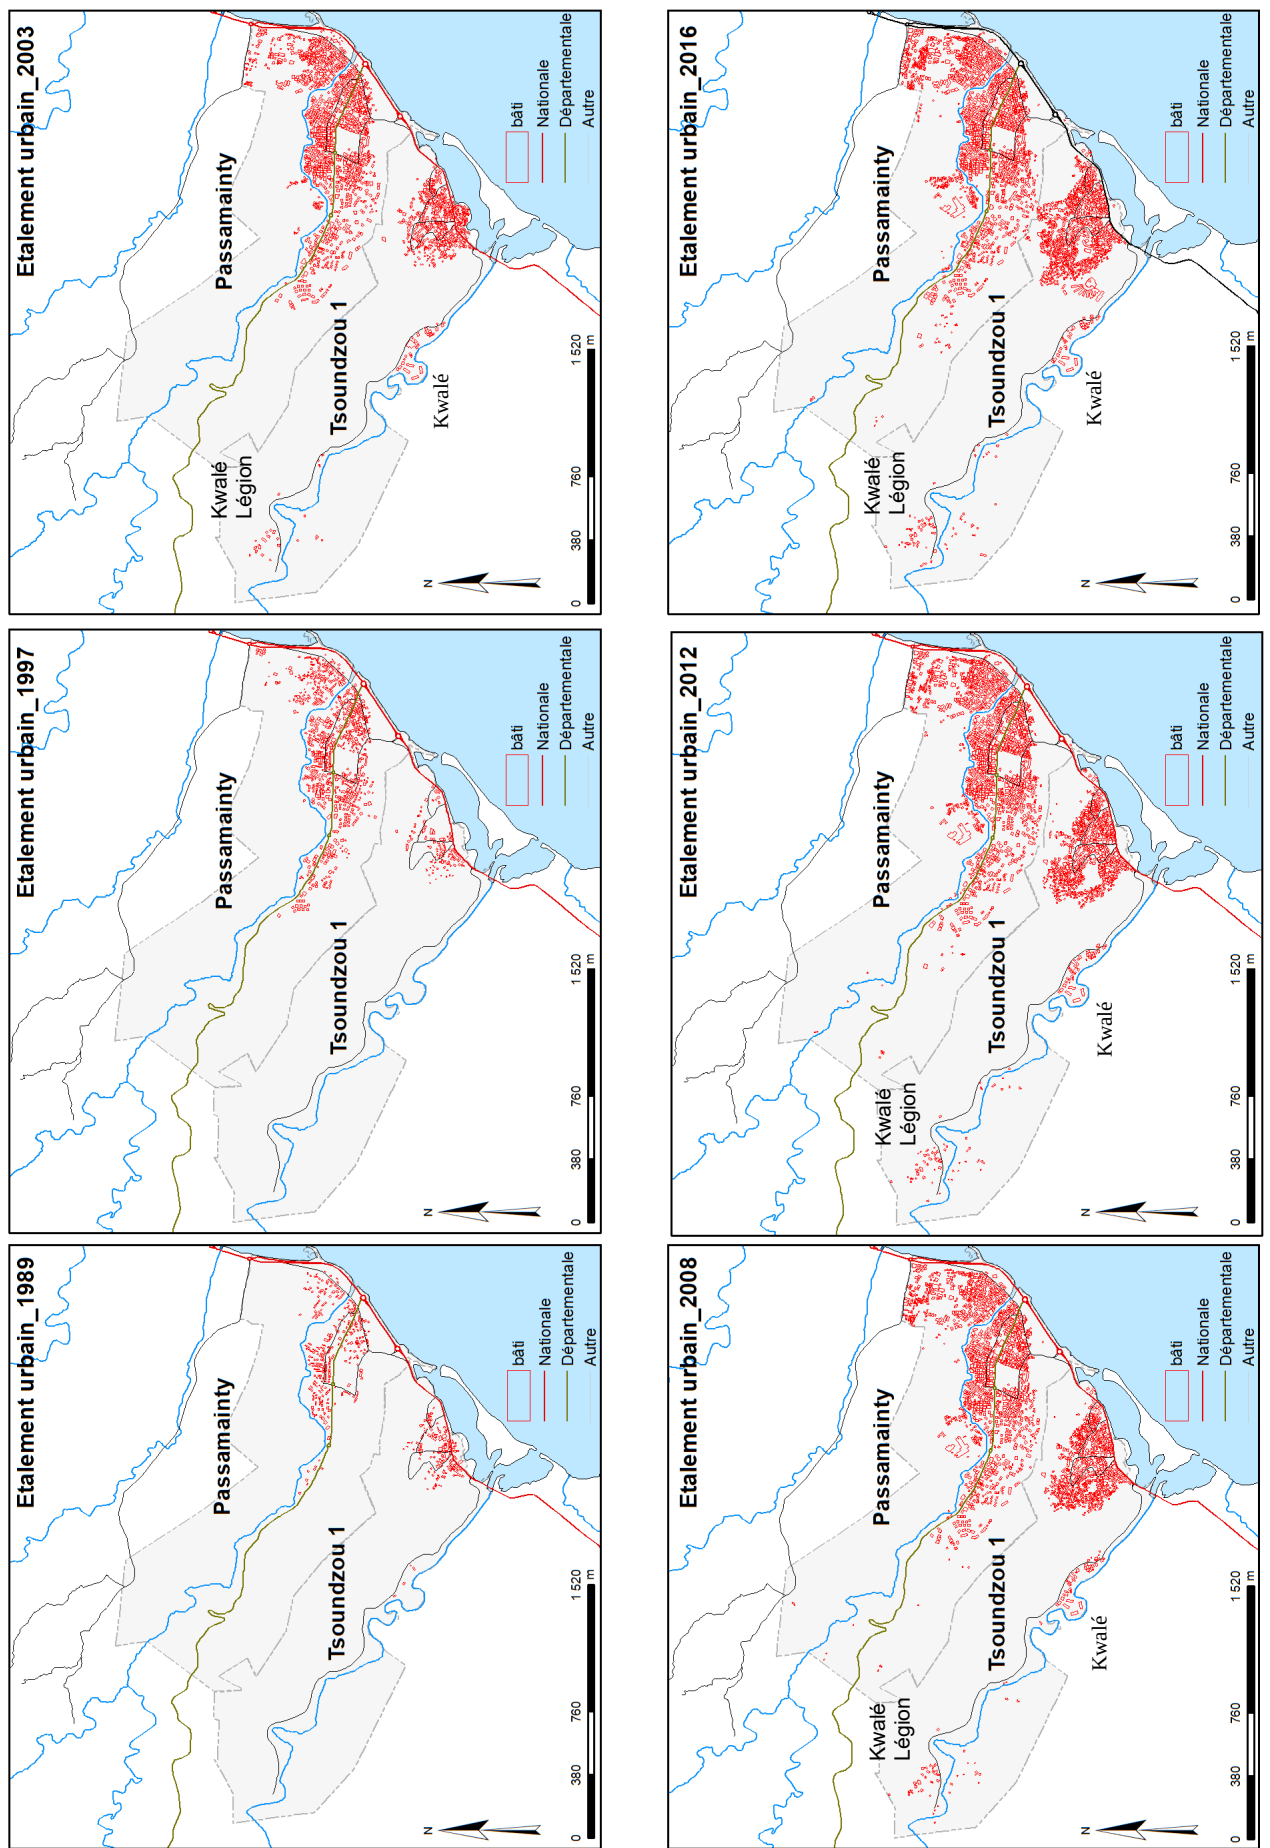 Etalement urbain_1989
Passamainty
Tsoundzou 1
N
bâti
Nationale
Départementale
Autre
0 380 760 1 520
m
Etalement urbain_1997
Passamainty
Tsoundzou 1
N
bâti
Nationale
Départementale
Autre
0 380 760 1 520
m
Etalement urbain_2003
Passamainty
Kwalé
Légion
Tsoundzou 1
Kwalé
N
bâti
Nationale
Départementale
Autre
0 380 760 1 520
m
Etalement urbain_2008
Passamainty
Kwalé
Légion
Tsoundzou 1
Kwalé
N
bâti
Nationale
Départementale
Autre
0 380 760 1 520
m
Etalement urbain_2012
Passamainty
Kwalé
Légion
Tsoundzou 1
Kwalé
N
bâti
Nationale
Départementale
Autre
0 380 760 1 520
m
Etalement urbain_2016
Passamainty
Kwalé
Légion
Tsoundzou 1
Kwalé
N
bâti
Nationale
Départementale
Autre
0 380 760 1 520
m